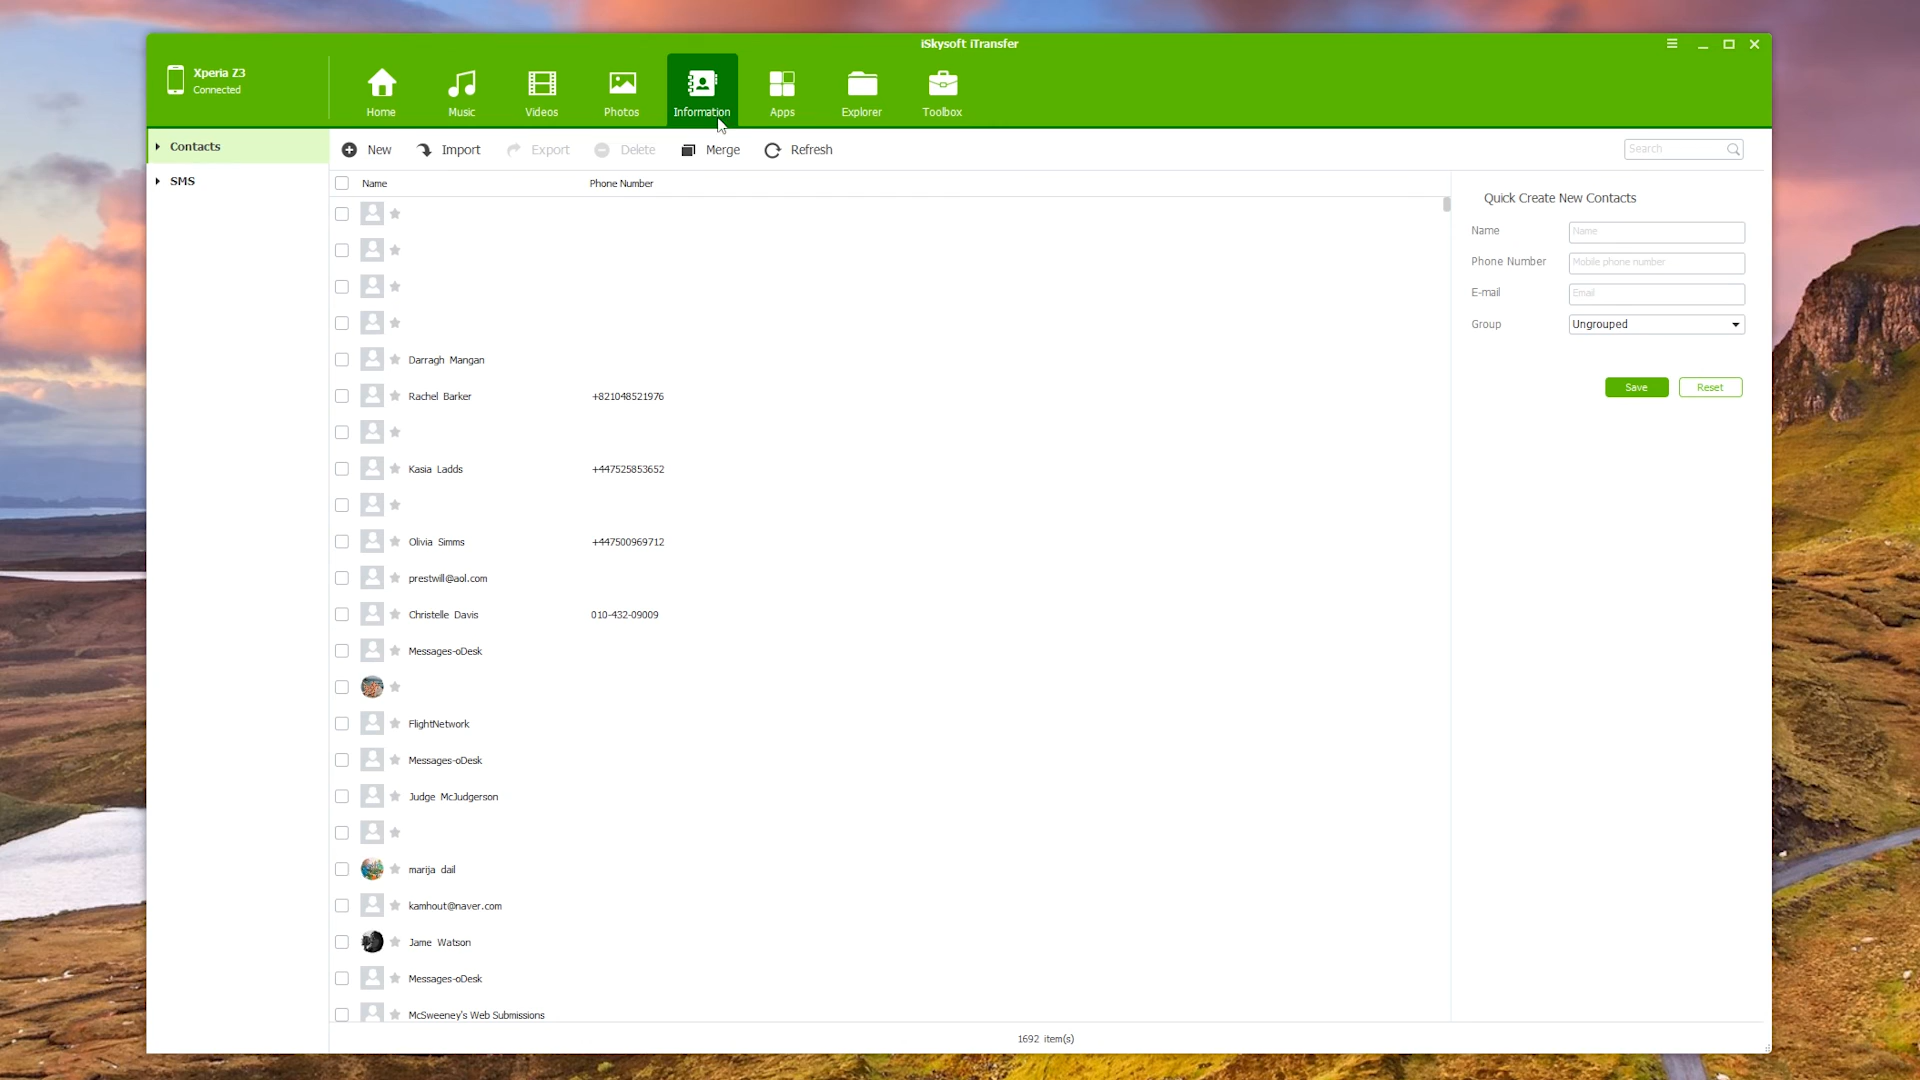 iSkysoft iTransfer
Xperia Z3
Connected
Home
Music
Videos
Photos
Information
Apps
Explorer
Toolbox
Contacts
SMS
New
Import
Export
Delete
Merge
Refresh
Search
Name Phone Number
Darragh Mangan
Rachel Barker +821048521976
Kasia Ladds +447525853652
Olivia Simms +447500969712
prestwill@aol.com
Christelle Davis 010-432-09009
Messages-oDesk
FlightNetwork
Messages-oDesk
Judge McJudgerson
marija dail
kamhout@naver.com
Jame Watson
Messages-oDesk
McSweeney's Web Submissions
1692 item(s)
Quick Create New Contacts
Name Name
Phone Number Mobile phone number
E-mail Email
Group Ungrouped
Save Reset